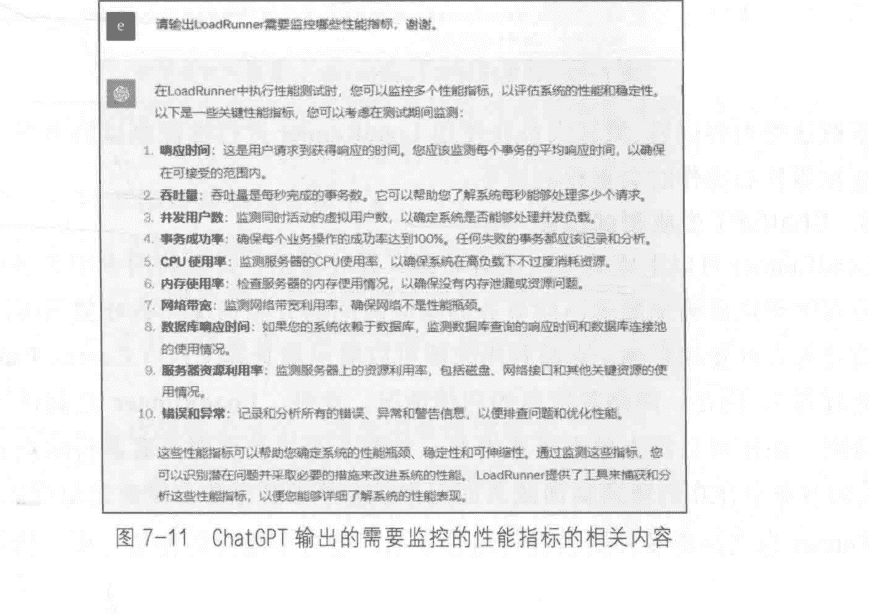 e
请输出LoadRunner需要监控哪些性能指标，谢谢。
在LoadRunner中执行性能测试时，您可以监控多个性能指标，以评估系统的性能和稳定性。
以下是一些关键性能指标，您可以考虑在测试期间监测：
1. 响应时间：这是用户请求到获得响应的时间。您应该监测每个事务的平均响应时间，以确保
在可接受的范围内。
2. 吞吐量：吞吐量是每秒完成的事务数。它可以帮助您了解系统每秒能够处理多少个请求。
3. 并发用户数：监测同时活动的虚拟用户数，以确定系统是否能够处理并发负载。
4. 事务成功率：确保每个业务操作的成功率达到100%。任何失败的事务都应该记录和分析。
5. CPU 使用率：监测服务器的CPU使用率，以确保系统在高负载下不过度消耗资源。
6. 内存使用率：检查服务器的内存使用情况，以确保没有内存泄漏或资源问题。
7. 网络带宽：监测网络带宽利用率，确保网络不是性能瓶颈。
8. 数据库响应时间：如果您的系统依赖于数据库，监测数据库查询的响应时间和数据库连接池
的使用情况。
9. 服务器资源利用率：监测服务器上的资源利用率，包括磁盘、网络接口和其他关键资源的使
用情况。
10. 错误和异常：记录和分析所有的错误、异常和警告信息，以便排查问题和优化性能。
这些性能指标可以帮助您确定系统的性能瓶颈、稳定性和可伸缩性。通过监测这些指标，您
可以识别潜在问题并采取必要的措施来改进系统的性能。LoadRunner提供了工具来捕获和分
析这些性能指标，以便您能够详细了解系统的性能表现。
图 7-11 ChatGPT 输出的需要监控的性能指标的相关内容